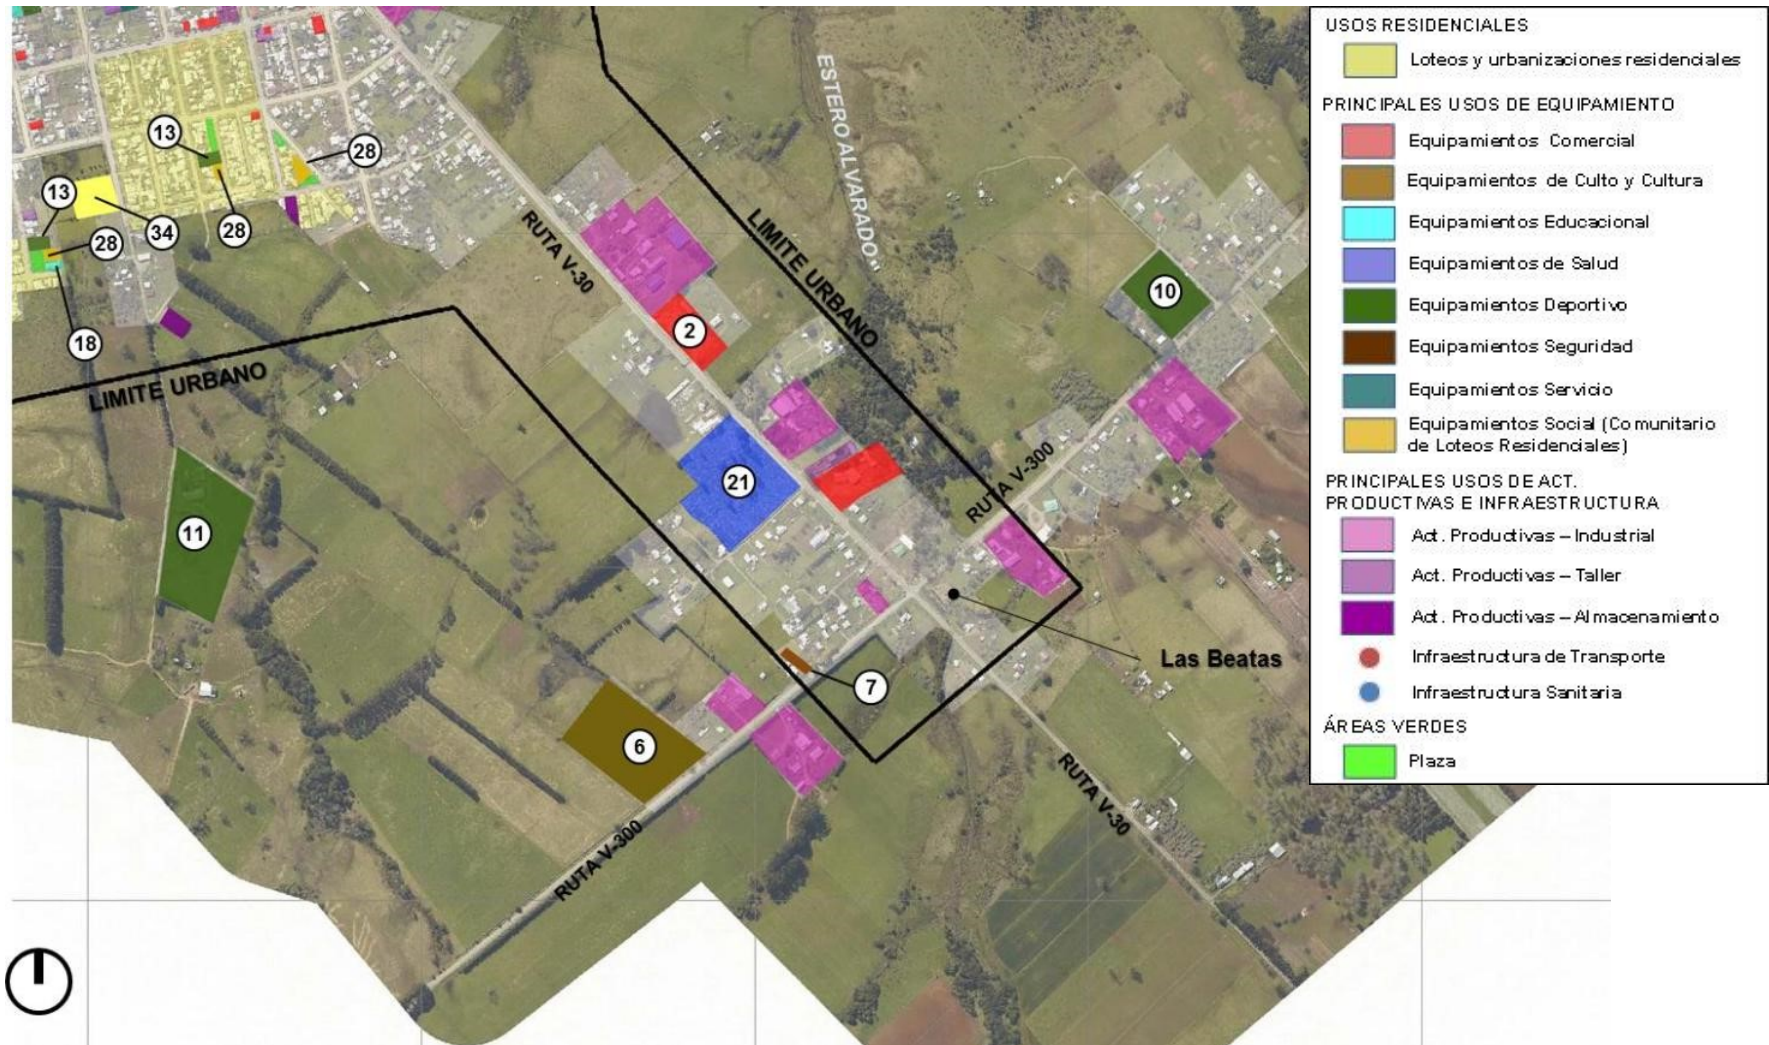 USOS RESIDENCIALES
Loteos y urbanizaciones residenciales
PRINCIPALES USOS DE EQUIPAMIENTO
Equipamientos Comercial
Equipamientos de Culto y Cultura
Equipamientos Educacional
Equipamientos de Salud
Equipamientos Deportivo
Equipamientos Seguridad
Equipamientos Servicio
Equipamientos Social (Comunitario
de Loteos Residenciales)
PRINCIPALES USOS DE ACT.
PRODUCTIVAS E INFRAESTRUCTURA
Act. Productivas – Industrial
Act. Productivas – Taller
Act. Productivas – Almacenamiento
Infraestructura de Transporte
Infraestructura Sanitaria
ÁREAS VERDES
Plaza
ESTERO ALVARADO
13
28
13
34
28
28
18
RUTA V-30
LIMITE URBANO
10
2
LIMITE URBANO
21
RUTA V-300
11
Las Beatas
7
6
RUTA V-30
RUTA V-300